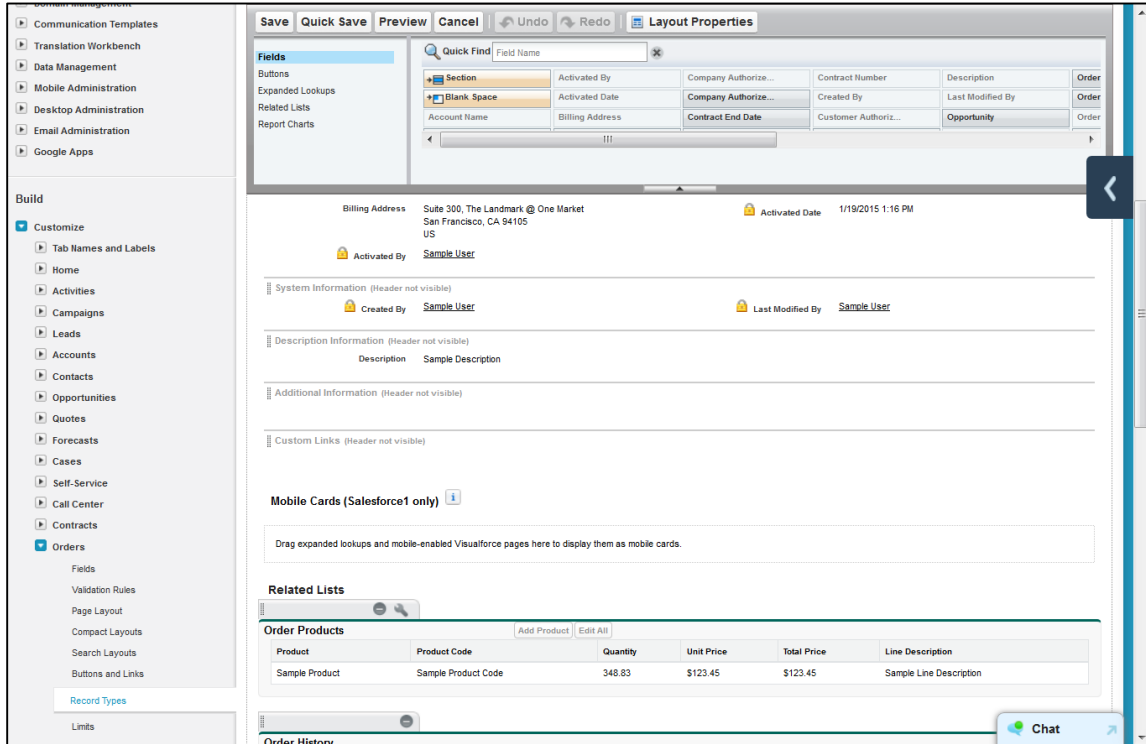 Communication Templates
Translation Workbench
Data Management
Mobile Administration
Desktop Administration
Email Administration
Google Apps
Build
Customize
Tab Names and Labels
Home
Activities
Campaigns
Leads
Accounts
Contacts
Opportunities
Quotes
Forecasts
Cases
Self-Service
Call Center
Contracts
Orders
Fields
Validation Rules
Page Layout
Compact Layouts
Search Layouts
Buttons and Links
Record Types
Limits
Save Quick Save Preview Cancel Undo Redo Layout Properties
Fields
Buttons
Expanded Lookups
Related Lists
Report Charts
Quick Find Field Name
Section Activated By Company Authorize... Contract Number Description Order
Blank Space Activated Date Company Authorize... Created By Last Modified By Order
Account Name Billing Address Contract End Date Customer Authoriz... Opportunity Order
Billing Address Suite 300, The Landmark @ One Market Activated Date 1/19/2015 1:16 PM
San Francisco, CA 94105
US
Activated By Sample User
System Information (Header not visible)
Created By Sample User Last Modified By Sample User
Description Information (Header not visible)
Description Sample Description
Additional Information (Header not visible)
Custom Links (Header not visible)
Mobile Cards (Salesforce1 only) i
Drag expanded lookups and mobile-enabled Visualforce pages here to display them as mobile cards.
Related Lists
Order Products Add Product Edit All
Product Product Code Quantity Unit Price Total Price Line Description
Sample Product Sample Product Code 348.83 $123.45 $123.45 Sample Line Description
Order History
Chat